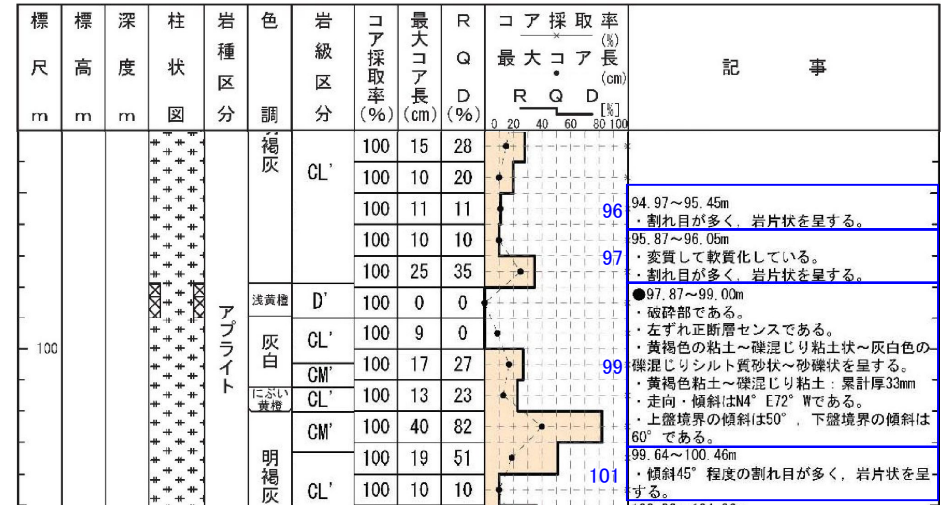 標尺m
標高m
深度m
柱状図
岩種区分
色調
岩級区分
コア採取率(%)
最大コア長(cm)
RQD(%)
コア採取率(%)
最大コア長(cm)
RQD[%]
0 20 40 60 80 100
記事
褐灰
CL'
100 15 28
100 10 20
100 11 11
100 10 10
100 25 35
浅黄橙
D'
100 0 0
灰白
CL'
100 9 0
100
CM'
100 17 27
にぶい黄橙
CL'
100 13 23
CM'
100 40 82
明褐灰
100 19 51
CL'
100 10 10
アプライト
96
94.97～95.45m
・割れ目が多く，岩片状を呈する。
97
95.87～96.05m
・変質して軟質化している。
・割れ目が多く，岩片状を呈する。
●97.87～99.00m
・破砕部である。
・左ずれ正断層センスである。
・黄褐色の粘土～礫混じり粘土状～灰白色の
99
礫混じりシルト質砂状～砂礫状を呈する。
・黄褐色粘土～礫混じり粘土：累計厚33mm
・走向・傾斜はN4°E72°Wである。
・上盤境界の傾斜は50°，下盤境界の傾斜は
60°である。
101
99.64～100.46m
・傾斜45°程度の割れ目が多く，岩片状を呈
する。